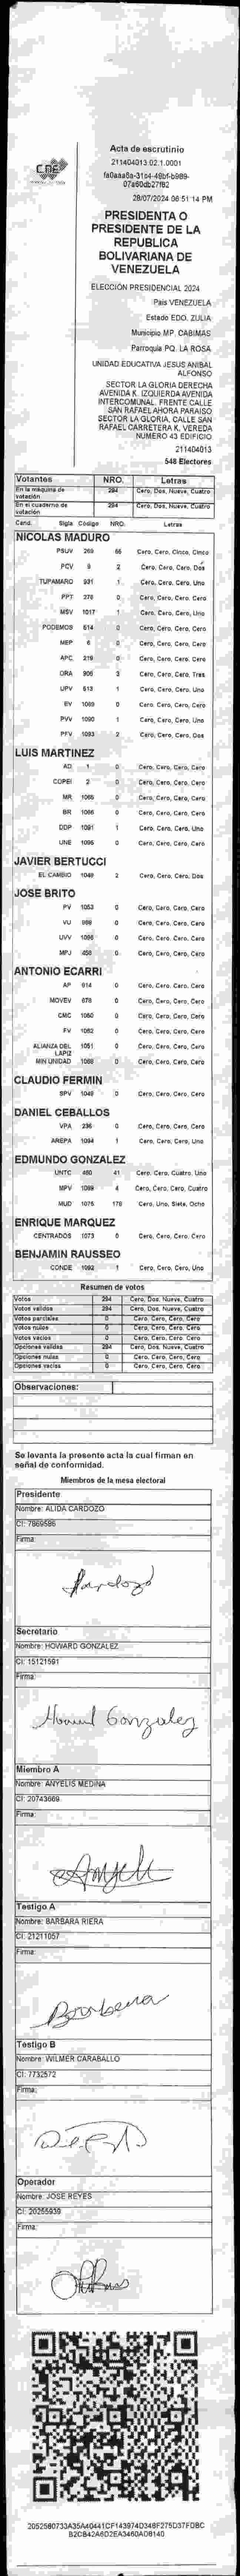 Acta de escrutinio
211404013.02.1.0001
28/07/2024 06:51:14 PM
PRESIDENTA O
PRESIDENTE DE LA
REPUBLICA
BOLIVARIANA DE
VENEZUELA
ELECCIÓN PRESIDENCIAL 2024
País VENEZUELA
Estado EDO. ZULIA
Municipio MP. CABIMAS
Parroquia PQ. LA ROSA
UNIDAD EDUCATIVA JESUS ANIBAL
ALFONSO
SECTOR LA GLORIA DERECHA
AVENIDA K. IZQUIERDA AVENIDA
INTERCOMUNAL. FRENTE CALLE
SAN RAFAEL AHORA PARAISO
SECTOR LA GLORIA. CALLE SAN
RAFAEL CARRETERA K. VEREDA
NUMERO 43 EDIFICIO
211404013
548 Electores
Votantes NRO. Letras
En la máquina de votación 294 Cero, Dos, Nueve, Cuatro
En el cuaderno de votación 294 Cero, Dos, Nueve, Cuatro
Cand. Sigla Código NRO. Letras
NICOLAS MADURO
PSUV 269 55 Cero, Cero, Cinco, Cinco
PCV 9 2 Cero, Cero, Cero, Dos
TUPAMARO 931 1 Cero, Cero, Cero, Uno
PPT 276 0 Cero, Cero, Cero, Cero
MSV 1017 1 Cero, Cero, Cero, Uno
PODEMOS 514 0 Cero, Cero, Cero, Cero
MEP 6 0 Cero, Cero, Cero, Cero
APC 219 0 Cero, Cero, Cero, Cero
ORA 906 3 Cero, Cero, Cero, Tres
UPV 513 1 Cero, Cero, Cero, Uno
EV 1069 0 Cero, Cero, Cero, Cero
PVV 1090 1 Cero, Cero, Cero, Uno
PFV 1093 2 Cero, Cero, Cero, Dos
LUIS MARTINEZ
AD 1 0 Cero, Cero, Cero, Cero
COPEI 2 0 Cero, Cero, Cero, Cero
MR 1065 0 Cero, Cero, Cero, Cero
BR 1066 0 Cero, Cero, Cero, Cero
DDP 1091 1 Cero, Cero, Cero, Uno
UNE 1095 0 Cero, Cero, Cero, Cero
JAVIER BERTUCCI
EL CAMBIO 1049 2 Cero, Cero, Cero, Dos
JOSE BRITO
PV 1053 0 Cero, Cero, Cero, Cero
VU 0 Cero, Cero, Cero, Cero
UVV 0 Cero, Cero, Cero, Cero
MPJ 458 0 Cero, Cero, Cero, Cero
ANTONIO ECARRI
AP 914 0 Cero, Cero, Cero, Cero
MOVEV 678 0 Cero, Cero, Cero, Cero
CMC 1050 0 Cero, Cero, Cero, Cero
FV 1052 0 Cero, Cero, Cero, Cero
ALIANZA DEL LAPIZ 1051 0 Cero, Cero, Cero, Cero
MIN UNIDAD 1068 0 Cero, Cero, Cero, Cero
CLAUDIO FERMIN
SPV 1048 0 Cero, Cero, Cero, Cero
DANIEL CEBALLOS
VPA 236 0 Cero, Cero, Cero, Cero
AREPA 1094 1 Cero, Cero, Cero, Uno
EDMUNDO GONZALEZ
UNTC 460 41 Cero, Cero, Cuatro, Uno
MPV 1099 4 Cero, Cero, Cero, Cuatro
MUD 1075 178 Cero, Uno, Siete, Ocho
ENRIQUE MARQUEZ
CENTRADOS 1073 0 Cero, Cero, Cero, Cero
BENJAMIN RAUSSEO
CONDE 1092 1 Cero, Cero, Cero, Uno
Resumen de votos
Votos 294 Cero, Dos, Nueve, Cuatro
Votos validos 294 Cero, Dos, Nueve, Cuatro
Votos parciales 0 Cero, Cero, Cero, Cero
Votos nulos 0 Cero, Cero, Cero, Cero
Votos vacios 0 Cero, Cero, Cero, Cero
Opciones validas 294 Cero, Dos, Nueve, Cuatro
Opciones nulas 0 Cero, Cero, Cero, Cero
Opciones vacias 0 Cero, Cero, Cero, Cero
Observaciones:
Se levanta la presente acta la cual firman en
señal de conformidad.
Miembros de la mesa electoral
Presidente
Nombre: ALIDA CARDOZO
CI: 7869586
Firma:
Cardozo
Secretario
Nombre: HOWARD GONZALEZ
CI: 15121591
Firma:
Howard Gonzalez
Miembro A
Nombre: ANYELIS MEDINA
CI: 20743669
Firma:
Testigo A
Nombre: BARBARA RIERA
CI: 21211057
Firma:
Barbara
Testigo B
Nombre: WILMER CARABALLO
CI: 7732572
Firma:
Operador
Nombre: JOSE REYES
CI: 20255939
Firma: